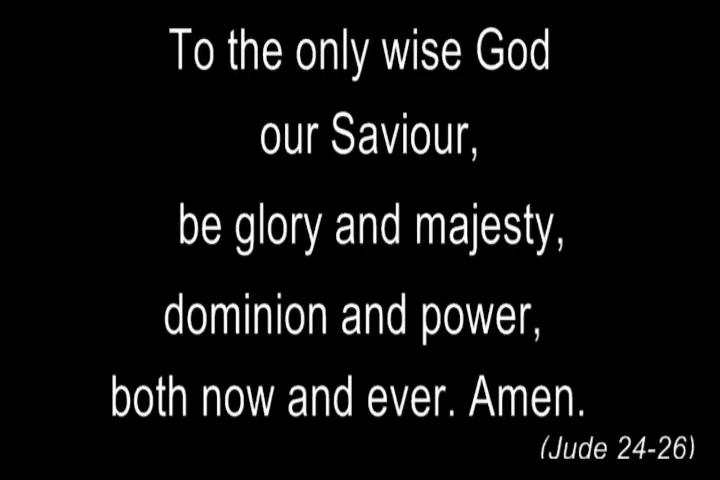 To the only wise God
our Saviour,
be glory and majesty,
dominion and power,
both now and ever. Amen.
(Jude 24-26)